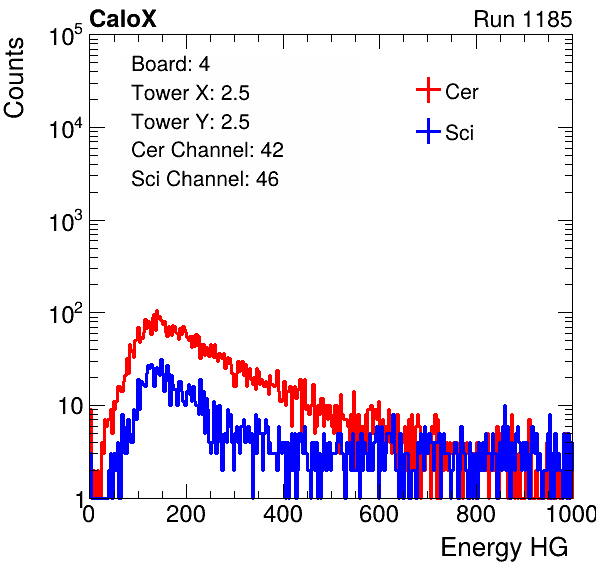 CaloX
Run 1185
Counts
10^5
10^4
10^3
10^2
10
1
Board: 4
Tower X: 2.5
Tower Y: 2.5
Cer Channel: 42
Sci Channel: 46
Cer
Sci
0 200 400 600 800 1000
Energy HG